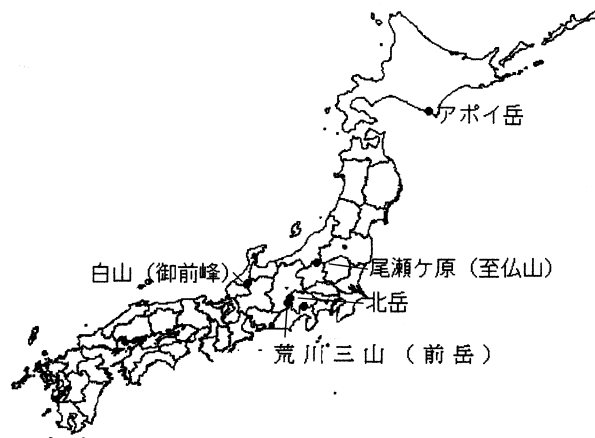 アポイ岳
尾瀬ケ原（至仏山）
白山（御前峰）
北岳
荒川三山（前岳）